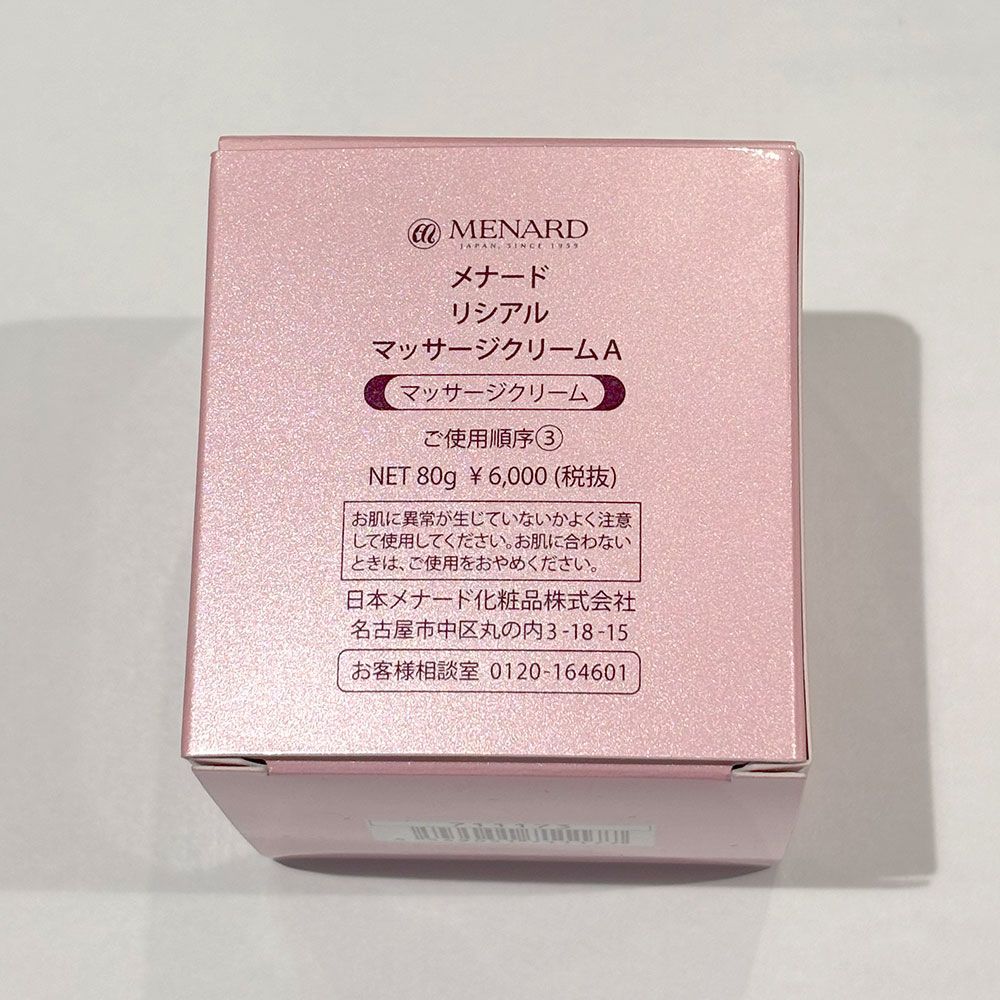 MENARD
JAPAN, SINCE 1959
メナード
リシアル
マッサージクリームA
マッサージクリーム
ご使用順序③
NET 80g ¥6,000 (税抜)
お肌に異常が生じていないかよく注意
して使用してください。お肌に合わない
ときは、ご使用をおやめください。
日本メナード化粧品株式会社
名古屋市中区丸の内3-18-15
お客様相談室 0120-164601